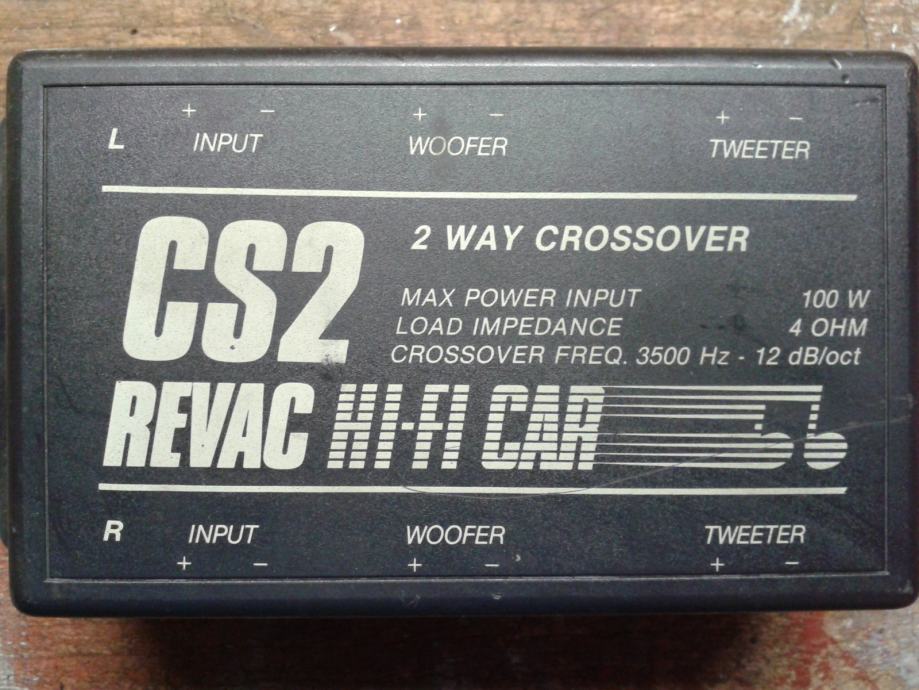 + - + - + -
L INPUT WOOFER TWEETER
CS2
2 WAY CROSSOVER
MAX POWER INPUT 100 W
LOAD IMPEDANCE 4 OHM
CROSSOVER FREQ. 3500 Hz - 12 dB/oct
REVAC HI-FI CAR
R INPUT WOOFER TWEETER
+ - + - + -